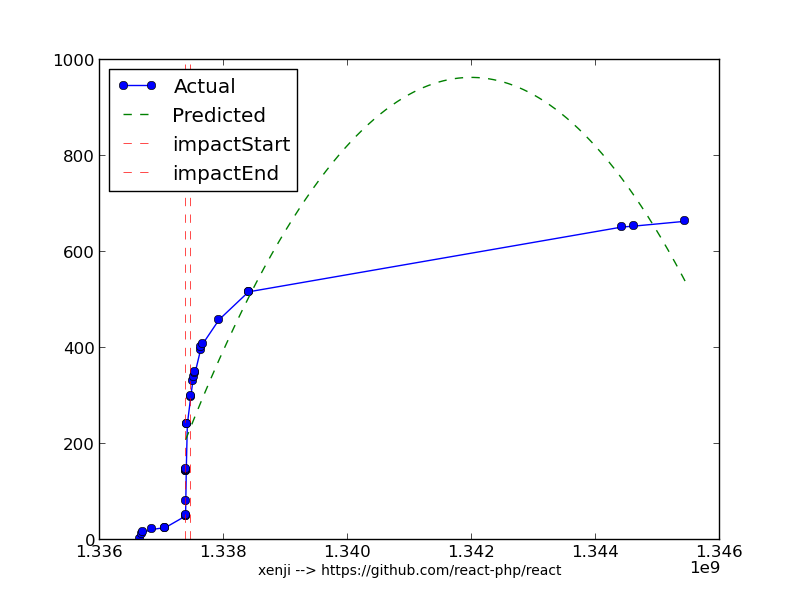 1000
800
600
400
200
0
Actual
Predicted
impactStart
impactEnd
1.336 1.338 1.340 1.342 1.344 1.346
1e9
xenji --> https://github.com/react-php/react